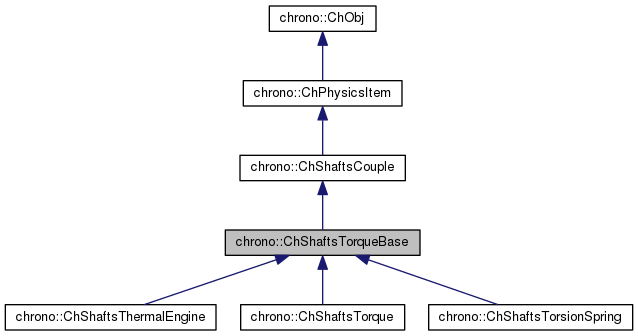 chrono::ChObj
chrono::ChPhysicsItem
chrono::ChShaftsCouple
chrono::ChShaftsTorqueBase
chrono::ChShaftsThermalEngine
chrono::ChShaftsTorque
chrono::ChShaftsTorsionSpring